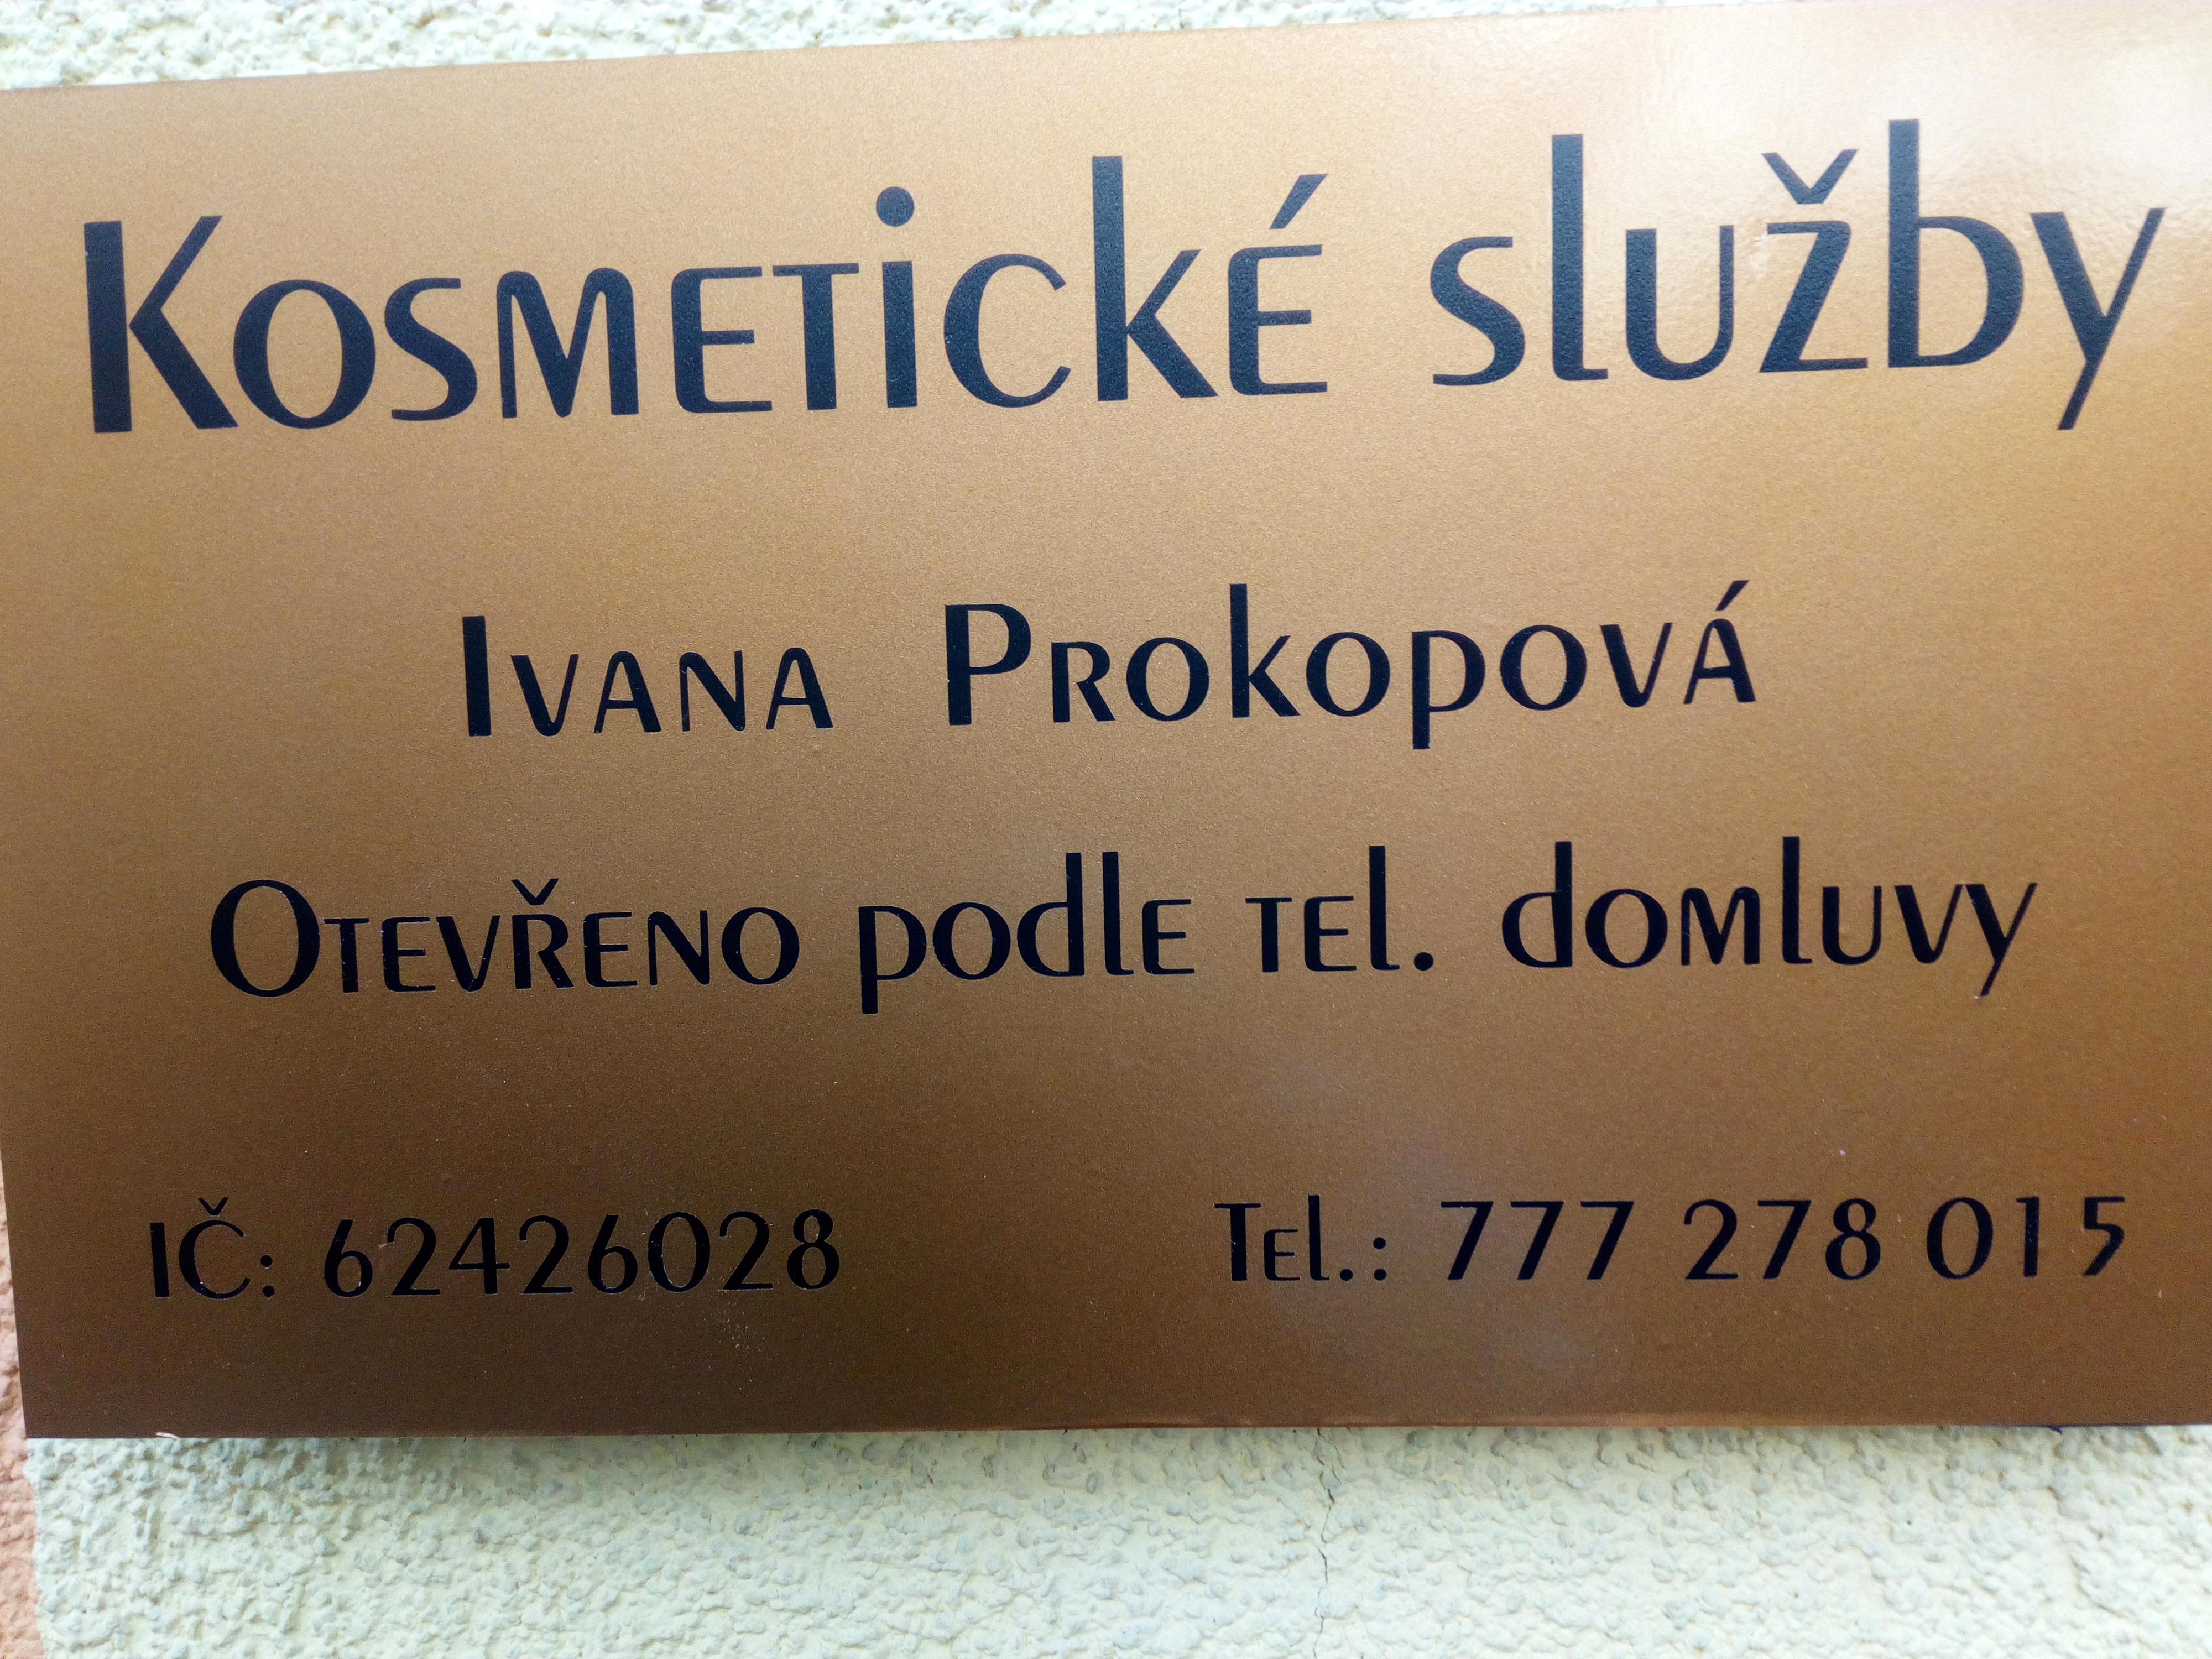 Kosmetické služby
Ivana Prokopová
Otevřeno podle tel. domluvy
IČ: 62426028 Tel.: 777 278 015